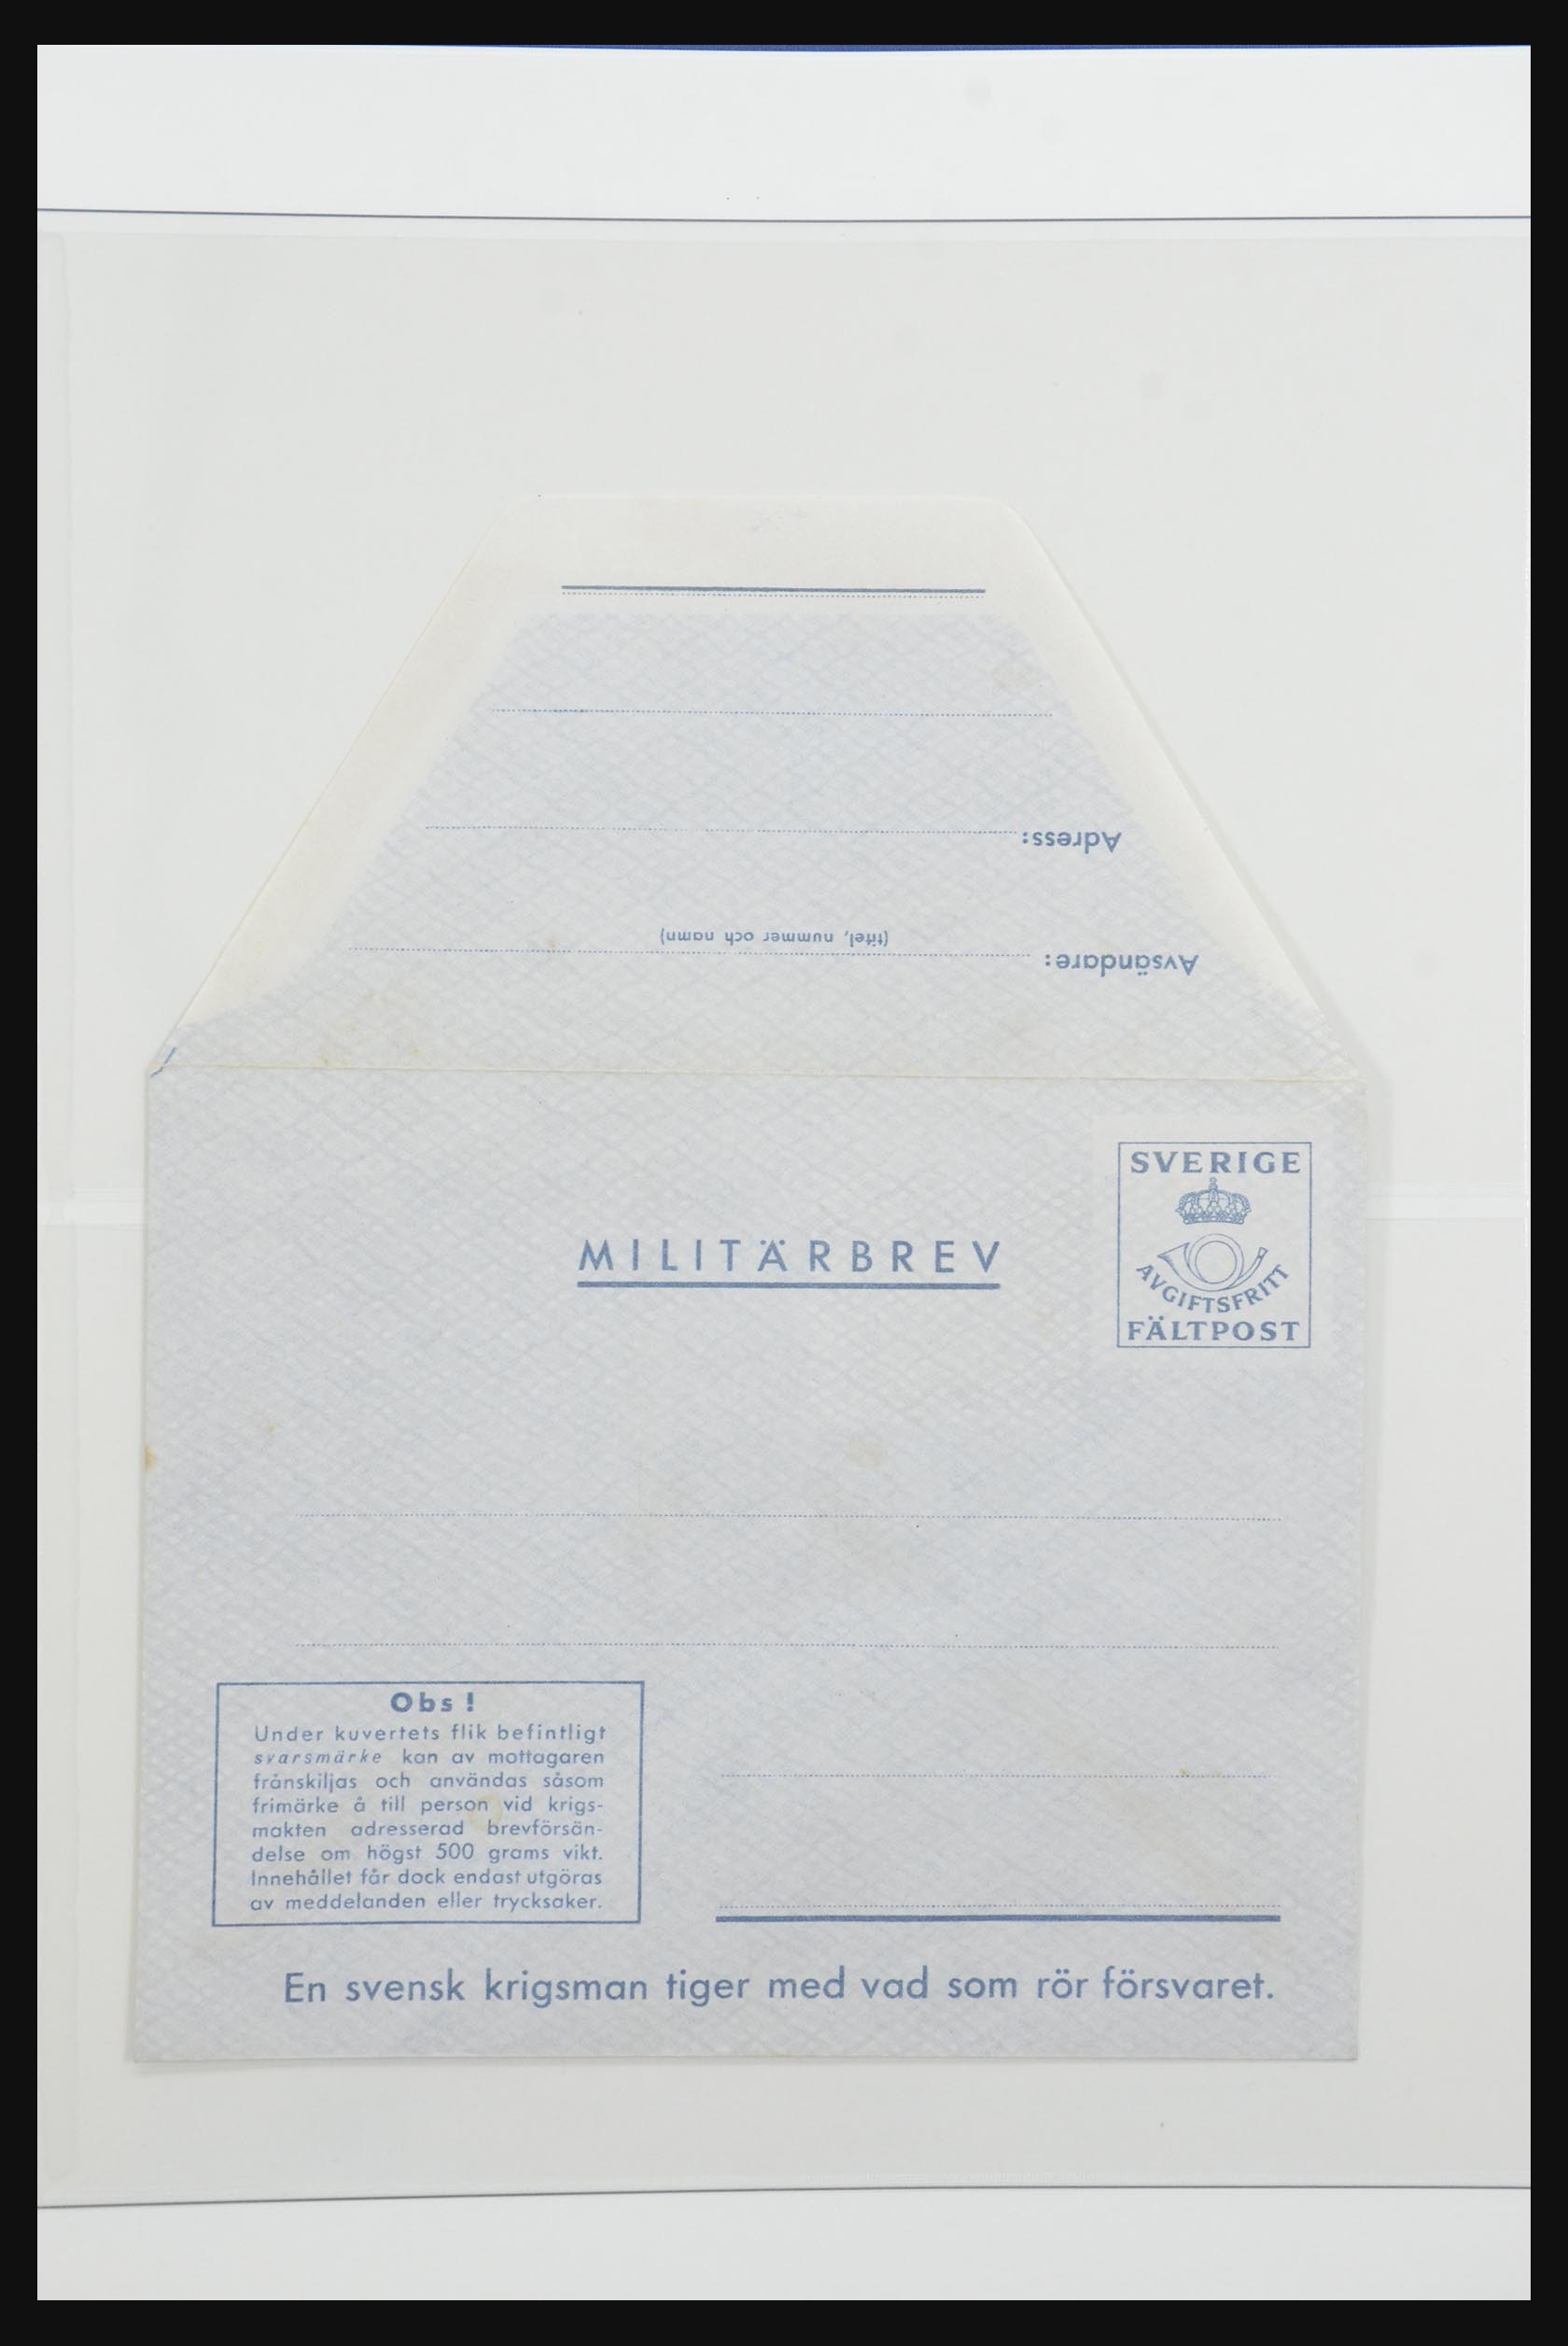 Adress:
(titel, nummer och namn)
Avsändare:
SVERIGE
MILITÄRBREV
AVGIFTSFRITT
FÄLTPOST
Obs!
Under kuvertets flik befintligt
svarsmärke kan av mottagaren
frånskiljas och användas såsom
frimärke å till person vid krigs-
makten adresserad brevförsän-
delse om högst 500 grams vikt.
Innehållet får dock endast utgöras
av meddelanden eller trycksaker.
En svensk krigsman tiger med vad som rör försvaret.